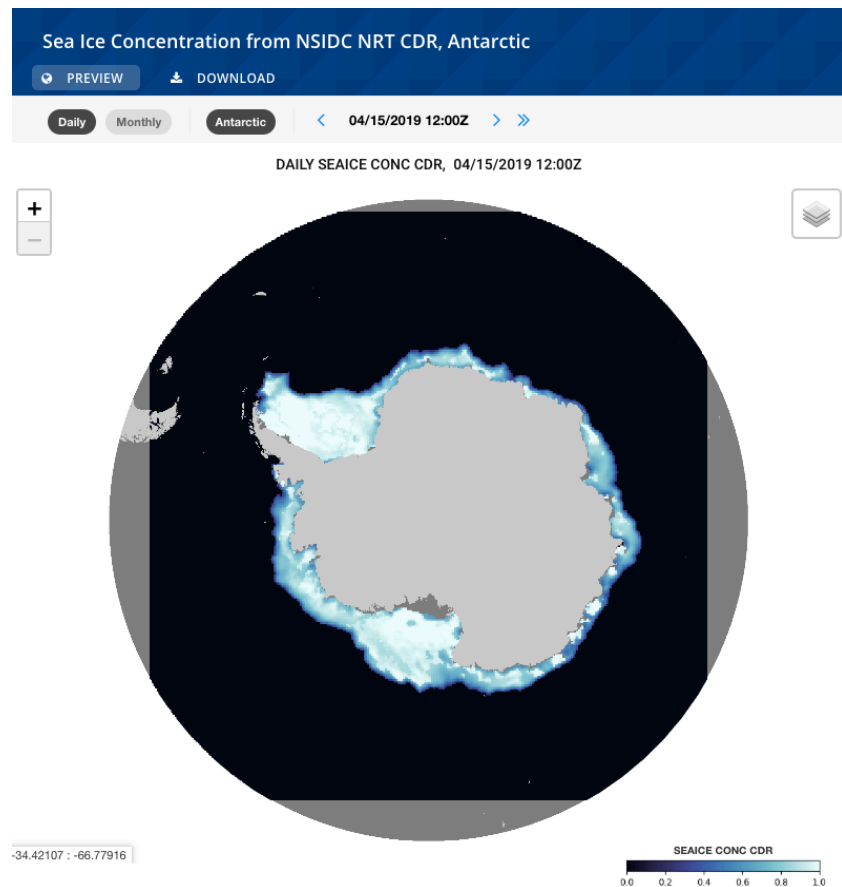 Sea Ice Concentration from NSIDC NRT CDR, Antarctic
PREVIEW DOWNLOAD
Daily Monthly Antarctic 04/15/2019 12:00Z
DAILY SEAICE CONC CDR, 04/15/2019 12:00Z
+
−
-34.42107 : -66.77916
SEAICE CONC CDR
0.0 0.2 0.4 0.6 0.8 1.0